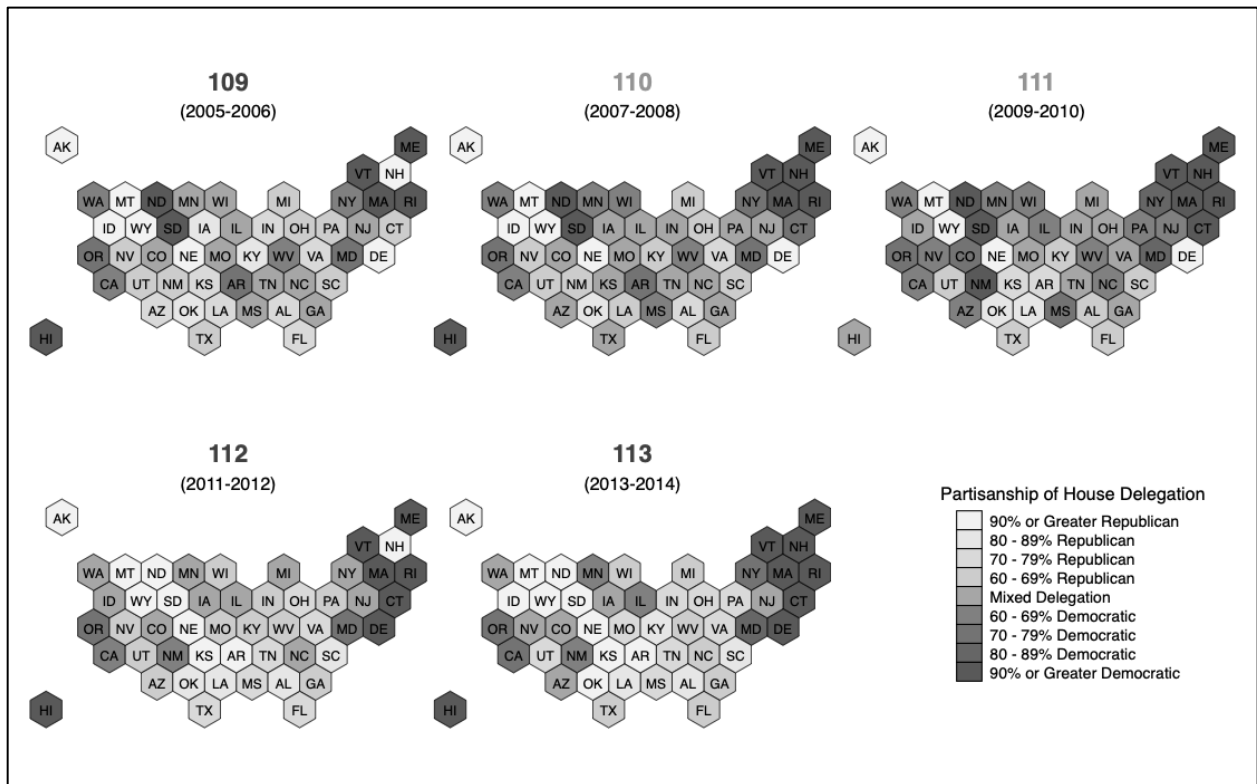 109 110 111
(2005-2006) (2007-2008) (2009-2010)
AK ME AK ME AK ME
VT NH VT NH VT NH
WA MT ND MN WI MI NY MA RI WA MT ND MN WI MI NY MA RI WA MT ND MN WI MI NY MA RI
ID WY SD IA IL IN OH PA NJ CT ID WY SD IA IL IN OH PA NJ CT ID WY SD IA IL IN OH PA NJ CT
OR NV CO NE MO KY WV VA MD DE OR NV CO NE MO KY WV VA MD DE OR NV CO NE MO KY WV VA MD DE
CA UT NM KS AR TN NC SC CA UT NM KS AR TN NC SC CA UT NM KS AR TN NC SC
AZ OK LA MS AL GA AZ OK LA MS AL GA AZ OK LA MS AL GA
HI TX FL HI TX FL HI TX FL
112 113
(2011-2012) (2013-2014)
AK ME AK ME
VT NH VT NH
WA MT ND MN WI MI NY MA RI WA MT ND MN WI MI NY MA RI
ID WY SD IA IL IN OH PA NJ CT ID WY SD IA IL IN OH PA NJ CT
OR NV CO NE MO KY WV VA MD DE OR NV CO NE MO KY WV VA MD DE
CA UT NM KS AR TN NC SC CA UT NM KS AR TN NC SC
AZ OK LA MS AL GA AZ OK LA MS AL GA
HI TX FL HI TX FL
Partisanship of House Delegation
90% or Greater Republican
80 - 89% Republican
70 - 79% Republican
60 - 69% Republican
Mixed Delegation
60 - 69% Democratic
70 - 79% Democratic
80 - 89% Democratic
90% or Greater Democratic